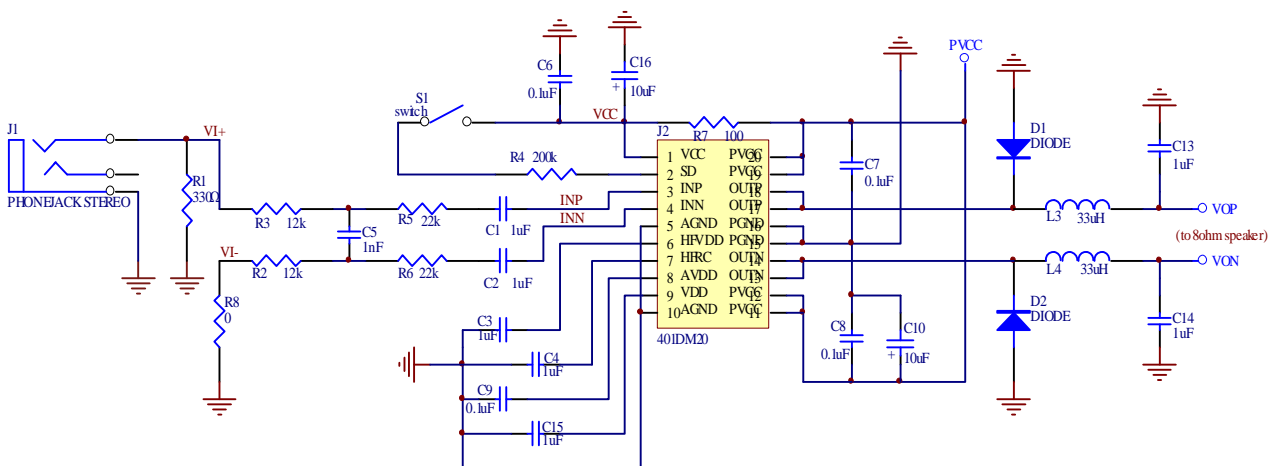 PVCC
C6
0.1uF
C16
+ 10uF
S1
switch
VCC
J1
VI+
R7 100
J2
R4 200k
D1
DIODE
C13
1uF
C7
0.1uF
PHONEJACK STEREO
R1
330Ω
R3 12k
R5 22k
C1 1uF
INP
INN
1 VCC PVCC 20
2 SD PVCC 19
3 INP OUTP 18
4 INN OUTP 17
5 AGND PGND 16
6 HFVDD PGND 15
7 HFRC OUTN 14
8 AVDD OUTN 13
9 VDD PVCC 12
10 AGND PVCC 11
401DM20
L3 33uH
VOP
(to 8ohm speaker)
C5
1nF
VI-
R2 12k
R6 22k
C2 1uF
L4 33uH
VON
R8
0
C3
1uF
C4
1uF
C9
0.1uF
C15
1uF
C8
0.1uF
C10
+ 10uF
D2
DIODE
C14
1uF